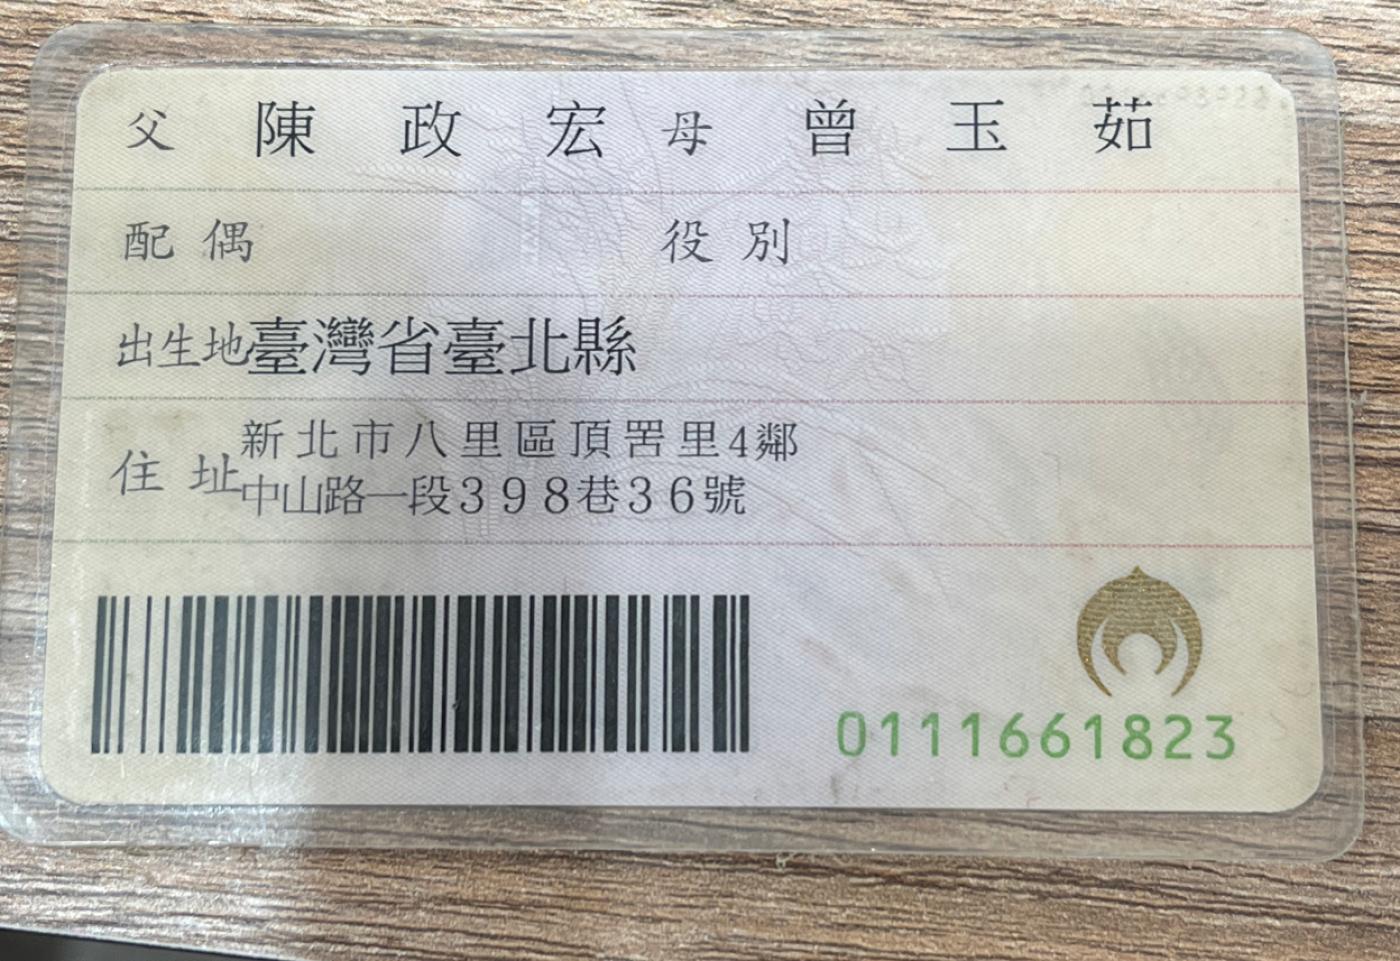 父 陳政宏 母 曾玉茹
配偶 役別
出生地 臺灣省臺北縣
住址 新北市八里區頂罟里4鄰
中山路一段398巷36號
0111661823